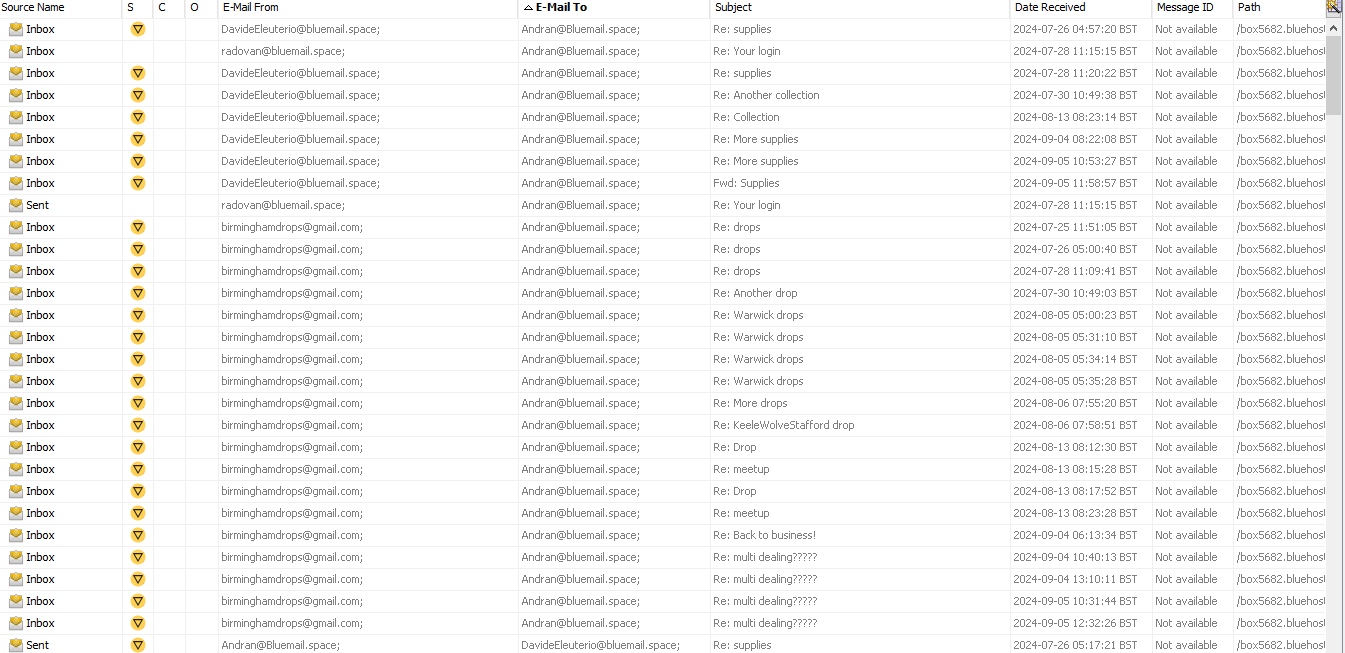 Source Name S C O E-Mail From E-Mail To Subject Date Received Message ID Path
Inbox DavideEleuterio@bluemail.space; Andran@Bluemail.space; Re: supplies 2024-07-26 04:57:20 BST Not available /box5682.bluehost
Inbox radovan@bluemail.space; Andran@Bluemail.space; Re: Your login 2024-07-28 11:15:15 BST Not available /box5682.bluehost
Inbox DavideEleuterio@bluemail.space; Andran@Bluemail.space; Re: supplies 2024-07-28 11:20:22 BST Not available /box5682.bluehost
Inbox DavideEleuterio@bluemail.space; Andran@Bluemail.space; Re: Another collection 2024-07-30 10:49:38 BST Not available /box5682.bluehost
Inbox DavideEleuterio@bluemail.space; Andran@Bluemail.space; Re: Collection 2024-08-13 08:23:14 BST Not available /box5682.bluehost
Inbox DavideEleuterio@bluemail.space; Andran@Bluemail.space; Re: More supplies 2024-09-04 08:22:08 BST Not available /box5682.bluehost
Inbox DavideEleuterio@bluemail.space; Andran@Bluemail.space; Re: More supplies 2024-09-05 10:53:27 BST Not available /box5682.bluehost
Inbox DavideEleuterio@bluemail.space; Andran@Bluemail.space; Fwd: Supplies 2024-09-05 11:58:57 BST Not available /box5682.bluehost
Sent radovan@bluemail.space; Andran@Bluemail.space; Re: Your login 2024-07-28 11:15:15 BST Not available /box5682.bluehost
Inbox birminghamdrops@gmail.com; Andran@bluemail.space; Re: drops 2024-07-25 11:51:05 BST Not available /box5682.bluehost
Inbox birminghamdrops@gmail.com; Andran@bluemail.space; Re: drops 2024-07-26 05:00:40 BST Not available /box5682.bluehost
Inbox birminghamdrops@gmail.com; Andran@bluemail.space; Re: drops 2024-07-28 11:09:41 BST Not available /box5682.bluehost
Inbox birminghamdrops@gmail.com; Andran@bluemail.space; Re: Another drop 2024-07-30 10:49:03 BST Not available /box5682.bluehost
Inbox birminghamdrops@gmail.com; Andran@bluemail.space; Re: Warwick drops 2024-08-05 05:00:23 BST Not available /box5682.bluehost
Inbox birminghamdrops@gmail.com; Andran@bluemail.space; Re: Warwick drops 2024-08-05 05:31:10 BST Not available /box5682.bluehost
Inbox birminghamdrops@gmail.com; Andran@bluemail.space; Re: Warwick drops 2024-08-05 05:34:14 BST Not available /box5682.bluehost
Inbox birminghamdrops@gmail.com; Andran@bluemail.space; Re: Warwick drops 2024-08-05 05:35:28 BST Not available /box5682.bluehost
Inbox birminghamdrops@gmail.com; Andran@bluemail.space; Re: More drops 2024-08-06 07:55:20 BST Not available /box5682.bluehost
Inbox birminghamdrops@gmail.com; Andran@bluemail.space; Re: KeeleWolveStafford drop 2024-08-06 07:58:51 BST Not available /box5682.bluehost
Inbox birminghamdrops@gmail.com; Andran@bluemail.space; Re: Drop 2024-08-13 08:12:30 BST Not available /box5682.bluehost
Inbox birminghamdrops@gmail.com; Andran@bluemail.space; Re: meetup 2024-08-13 08:15:28 BST Not available /box5682.bluehost
Inbox birminghamdrops@gmail.com; Andran@bluemail.space; Re: Drop 2024-08-13 08:17:52 BST Not available /box5682.bluehost
Inbox birminghamdrops@gmail.com; Andran@bluemail.space; Re: meetup 2024-08-13 08:23:28 BST Not available /box5682.bluehost
Inbox birminghamdrops@gmail.com; Andran@bluemail.space; Re: Back to business! 2024-09-04 06:13:34 BST Not available /box5682.bluehost
Inbox birminghamdrops@gmail.com; Andran@bluemail.space; Re: multi dealing????? 2024-09-04 10:40:13 BST Not available /box5682.bluehost
Inbox birminghamdrops@gmail.com; Andran@bluemail.space; Re: multi dealing????? 2024-09-04 13:10:11 BST Not available /box5682.bluehost
Inbox birminghamdrops@gmail.com; Andran@bluemail.space; Re: multi dealing????? 2024-09-05 10:31:44 BST Not available /box5682.bluehost
Inbox birminghamdrops@gmail.com; Andran@bluemail.space; Re: multi dealing????? 2024-09-05 12:32:26 BST Not available /box5682.bluehost
Sent Andran@Bluemail.space; DavideEleuterio@bluemail.space; Re: supplies 2024-07-26 05:17:21 BST Not available /box5682.bluehost